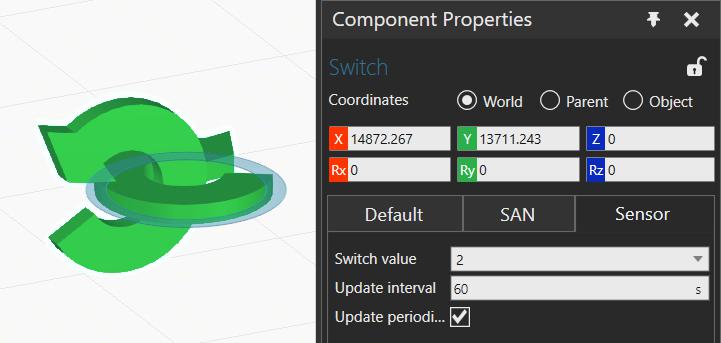 Component Properties
Switch
Coordinates World Parent Object
X 14872.267 Y 13711.243 Z 0
Rx 0 Ry 0 Rz 0
Default SAN Sensor
Switch value 2
Update interval 60 s
Update periodi...